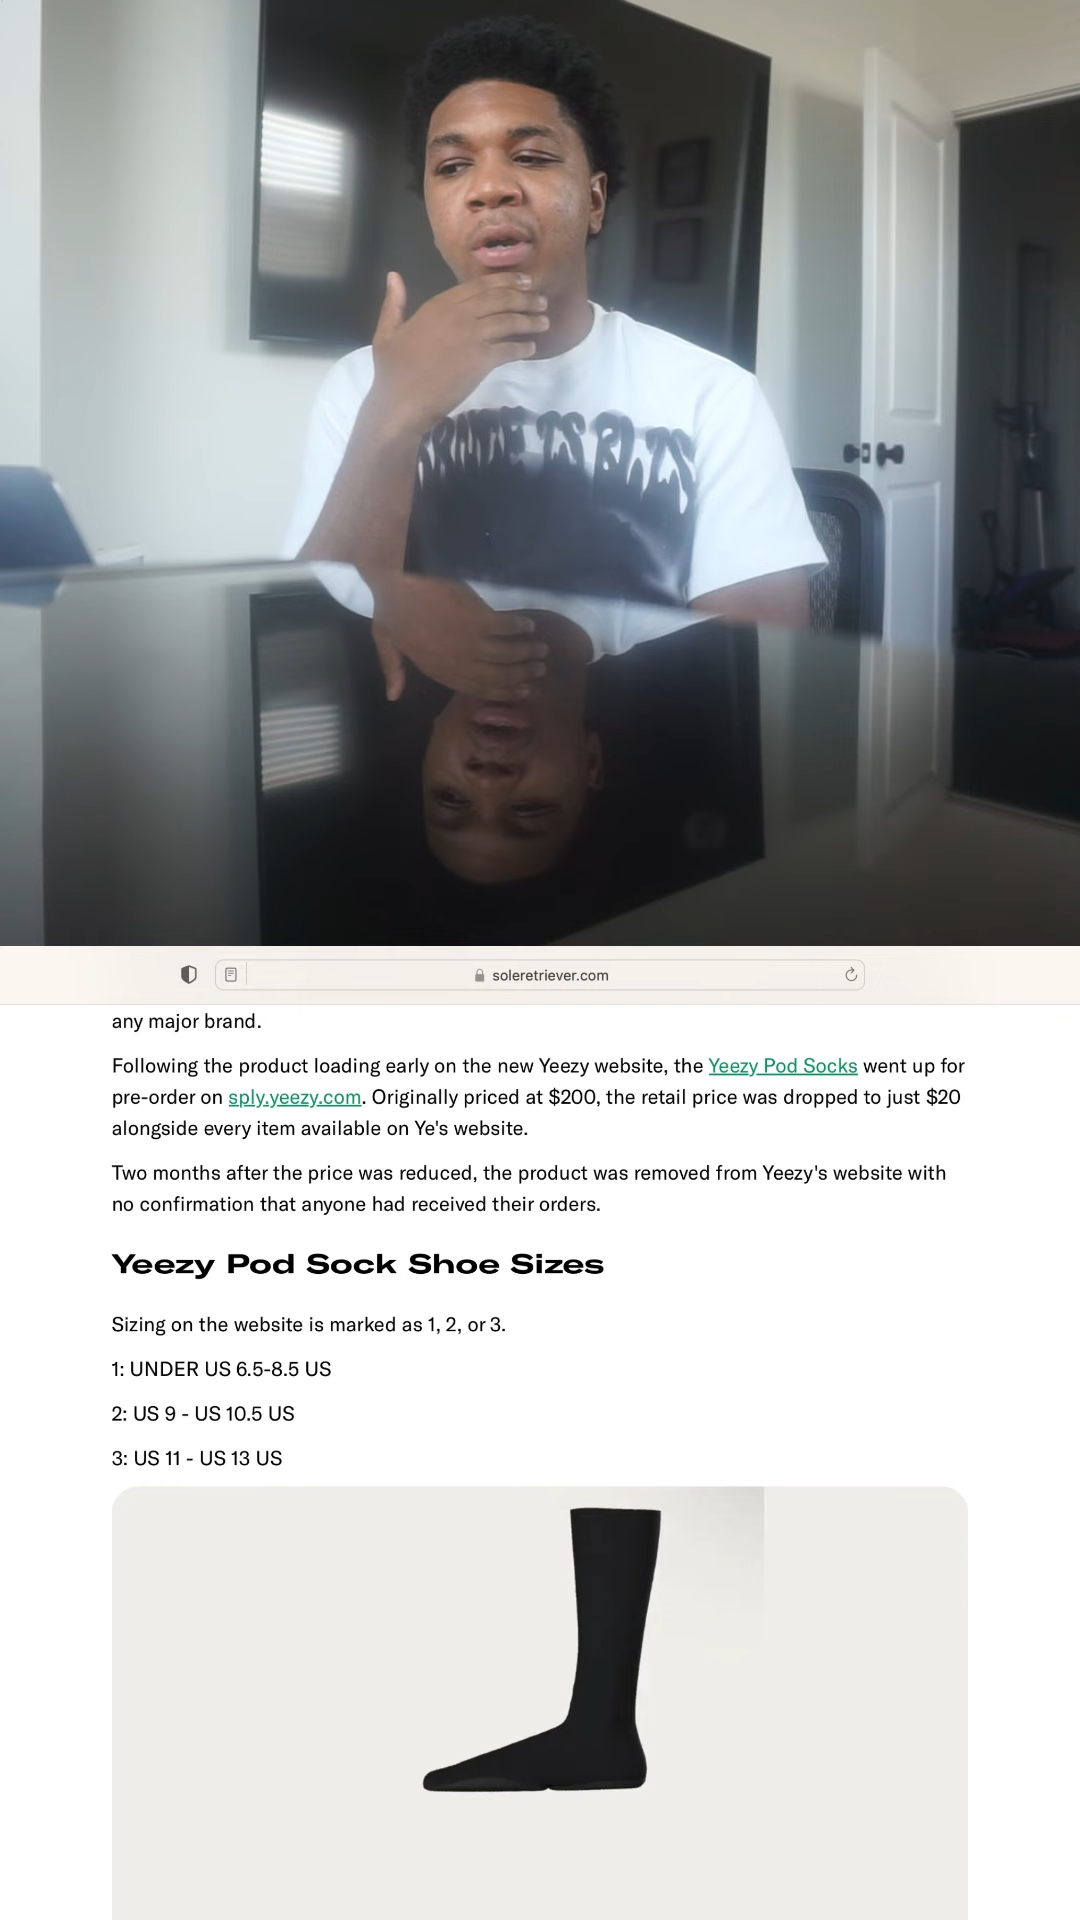 IS
soleretriever.com
any major brand.
Following the product loading early on the new Yeezy website, the Yeezy Pod Socks went up for
pre-order on sply.yeezy.com. Originally priced at $200, the retail price was dropped to just $20
alongside every item available on Ye's website.
Two months after the price was reduced, the product was removed from Yeezy's website with
no confirmation that anyone had received their orders.
Yeezy Pod Sock Shoe Sizes
Sizing on the website is marked as 1, 2, or 3.
1: UNDER US 6.5-8.5 US
2: US 9 - US 10.5 US
3: US 11 - US 13 US